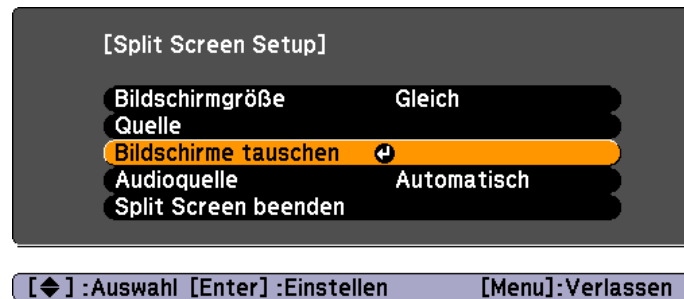 [Split Screen Setup]
Bildschirmgröße Gleich
Quelle
Bildschirme tauschen
Audioquelle Automatisch
Split Screen beenden
[◆] :Auswahl [Enter] :Einstellen [Menu]:Verlassen